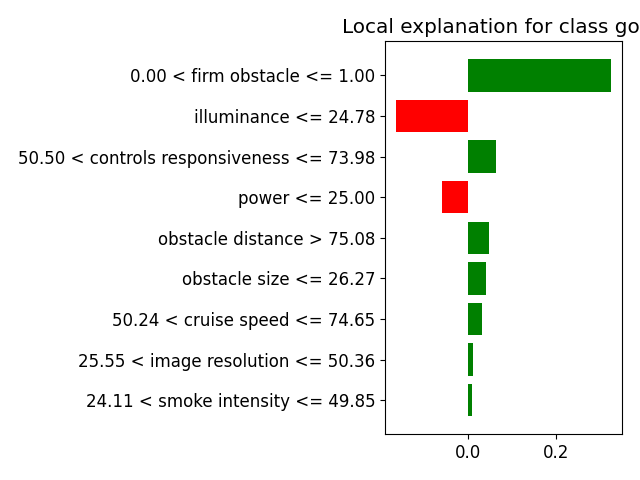 Local explanation for class go
0.00 < firm obstacle <= 1.00
illuminance <= 24.78
50.50 < controls responsiveness <= 73.98
power <= 25.00
obstacle distance > 75.08
obstacle size <= 26.27
50.24 < cruise speed <= 74.65
25.55 < image resolution <= 50.36
24.11 < smoke intensity <= 49.85
0.0 0.2